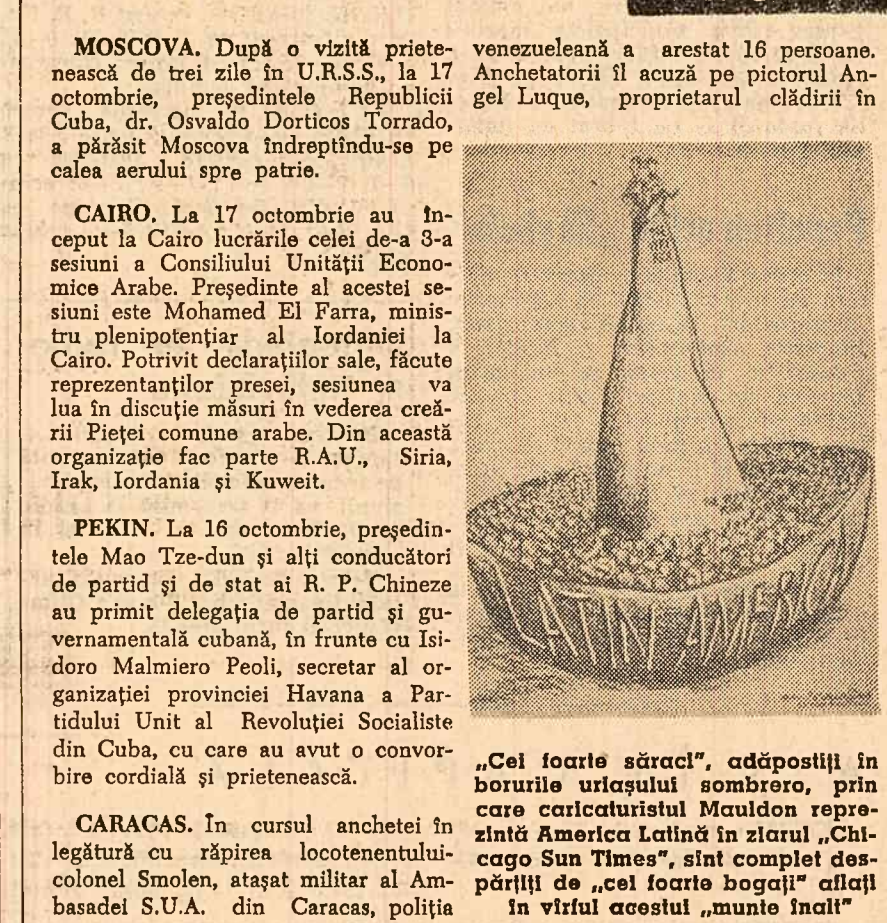 MOSCOVA. După o vizită priete-
nească de trei zile în U.R.S.S., la 17
octombrie, președintele Republicii
Cuba, dr. Osvaldo Dorticos Torrado,
a părăsit Moscova îndreptîndu-se pe
calea aerului spre patrie.
CAIRO. La 17 octombrie au în-
ceput la Cairo lucrările celei de-a 3-a
sesiuni a Consiliului Unității Econo-
mice Arabe. Președinte al acestei se-
siuni este Mohamed El Farra, minis-
tru plenipotențiar al Iordaniei la
Cairo. Potrivit declarațiilor sale, făcute
reprezentanților presei, sesiunea va
lua în discuție măsuri în vederea creă-
rii Pieței comune arabe. Din această
organizație fac parte R.A.U., Siria,
Irak, Iordania și Kuweit.
PEKIN. La 16 octombrie, președin-
tele Mao Tze-dun și alți conducători
de partid și de stat ai R. P. Chineze
au primit delegația de partid și gu-
vernamentală cubană, în frunte cu Isi-
doro Malmiero Peoli, secretar al or-
ganizației provinciei Havana a Par-
tidului Unit al Revoluției Socialiste
din Cuba, cu care au avut o convor-
bire cordială și prietenească.
CARACAS. În cursul anchetei în
legătură cu răpirea locotenentului-
colonel Smolen, atașat militar al Am-
basadei S.U.A. din Caracas, poliția
venezueleană a arestat 16 persoane.
Anchetatorii îl acuză pe pictorul An-
gel Luque, proprietarul clădirii în
LATIN AMERICA
„Cei foarte săraci”, adăpostiți în
borurile uriașului sombrero, prin
care caricaturistul Mauldon repre-
zintă America Latină în ziarul „Chi-
cago Sun Times”, sînt complet des-
părțiți de „cei foarte bogați” aflați
în vîrful acestui „munte înalt”